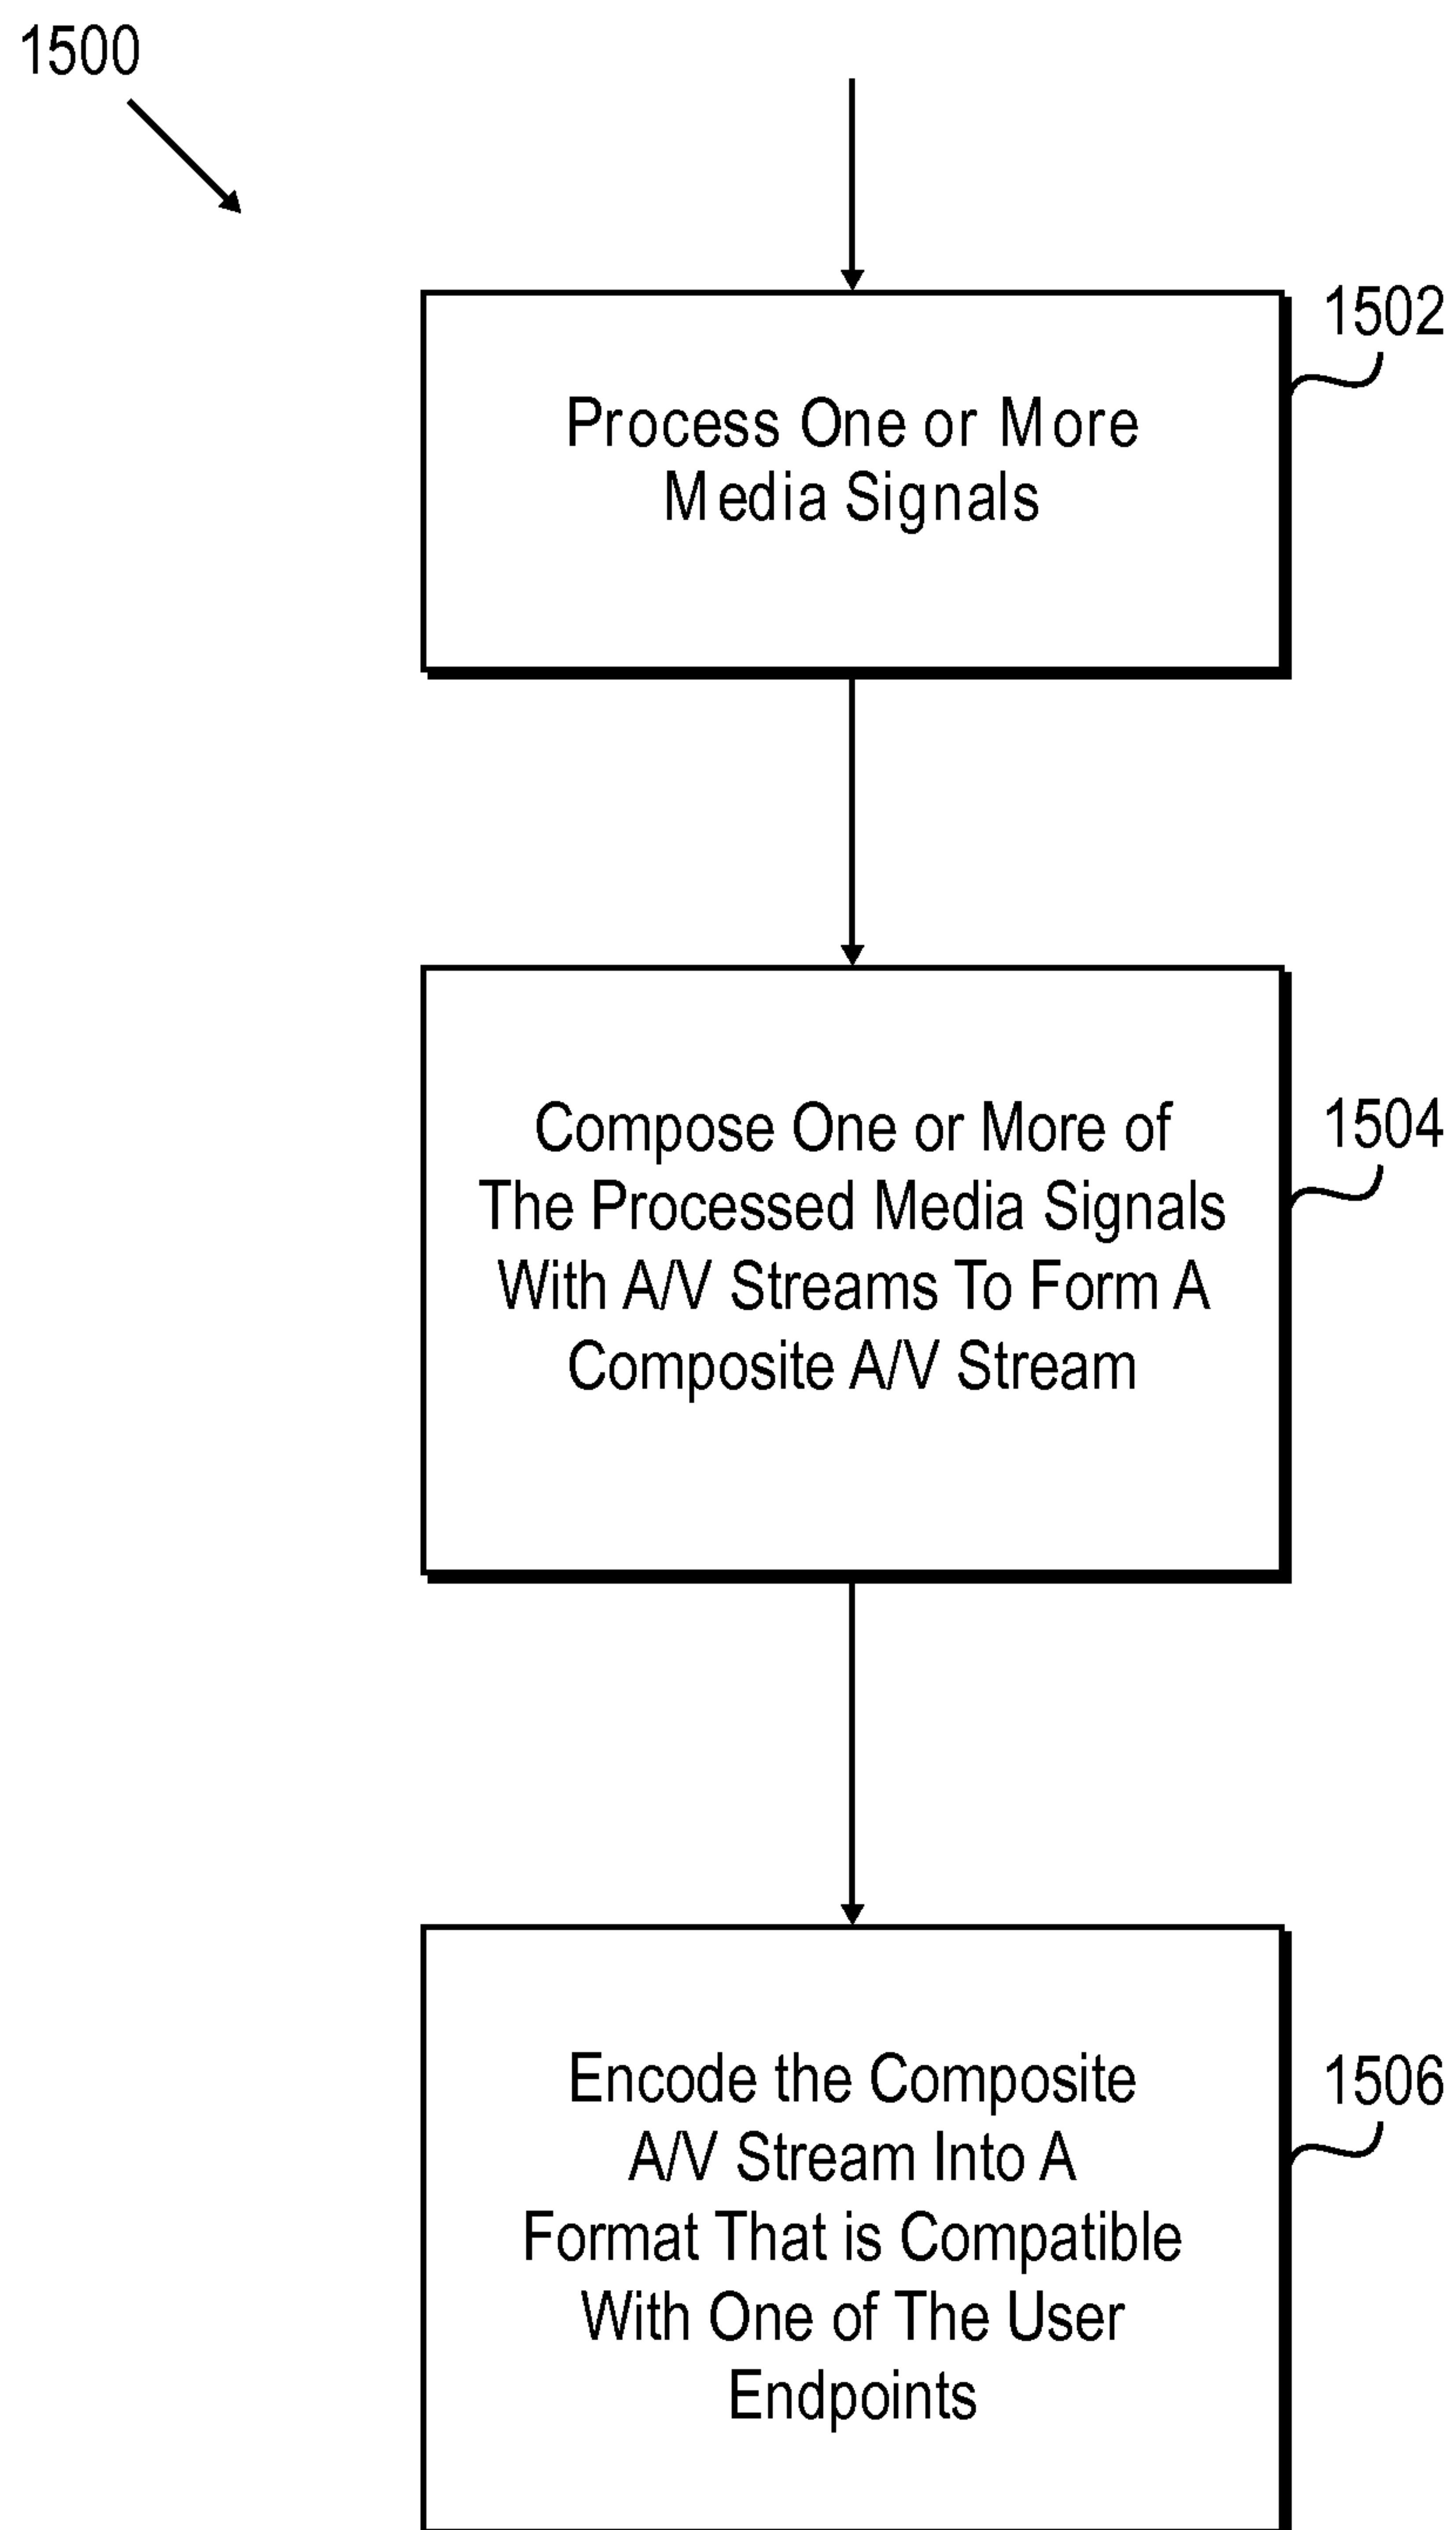 1500
1502
Process One or More
Media Signals
1504
Compose One or More of
The Processed Media Signals
With A/V Streams To Form A
Composite A/V Stream
1506
Encode the Composite
A/V Stream Into A
Format That is Compatible
With One of The User
Endpoints